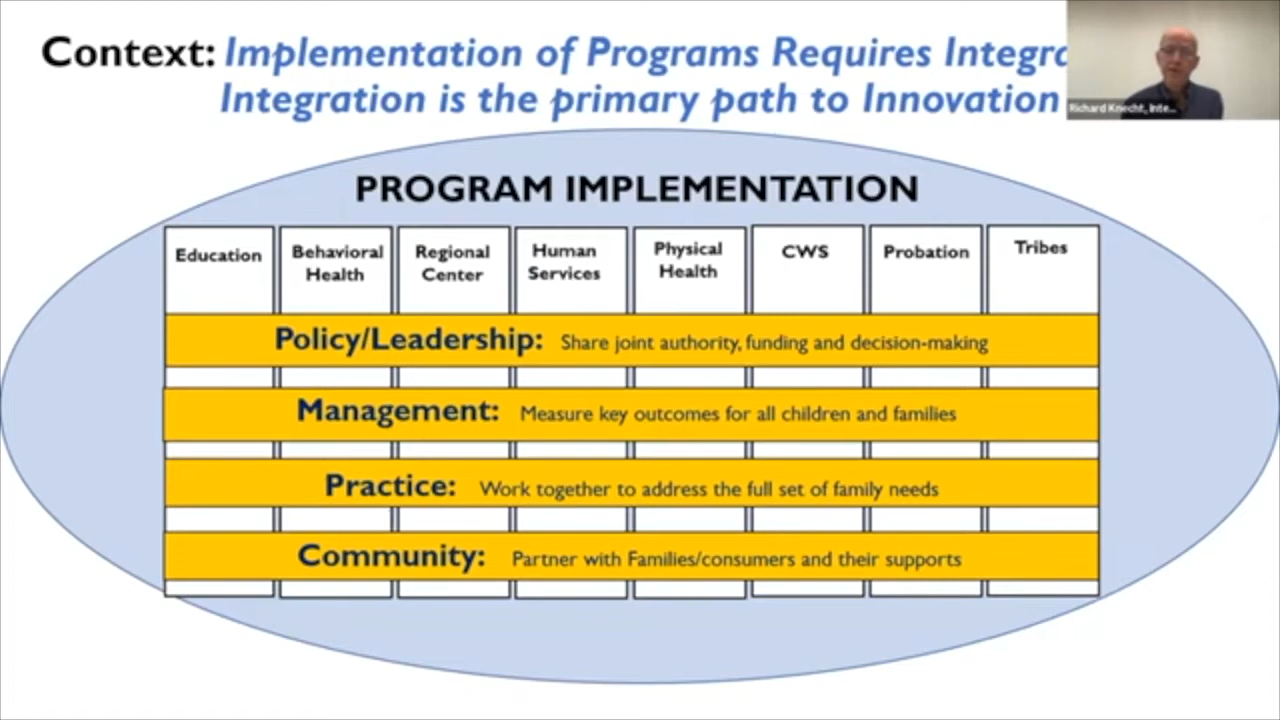 Context: Implementation of Programs Requires
Integration is the primary path to Innovation
Richard Knecht, Inte...
PROGRAM IMPLEMENTATION
Education
Behavioral
Health
Regional
Center
Human
Services
Physical
Health
CWS
Probation
Tribes
Policy/Leadership: Share joint authority, funding and decision-making
Management: Measure key outcomes for all children and families
Practice: Work together to address the full set of family needs
Community: Partner with Families/consumers and their supports